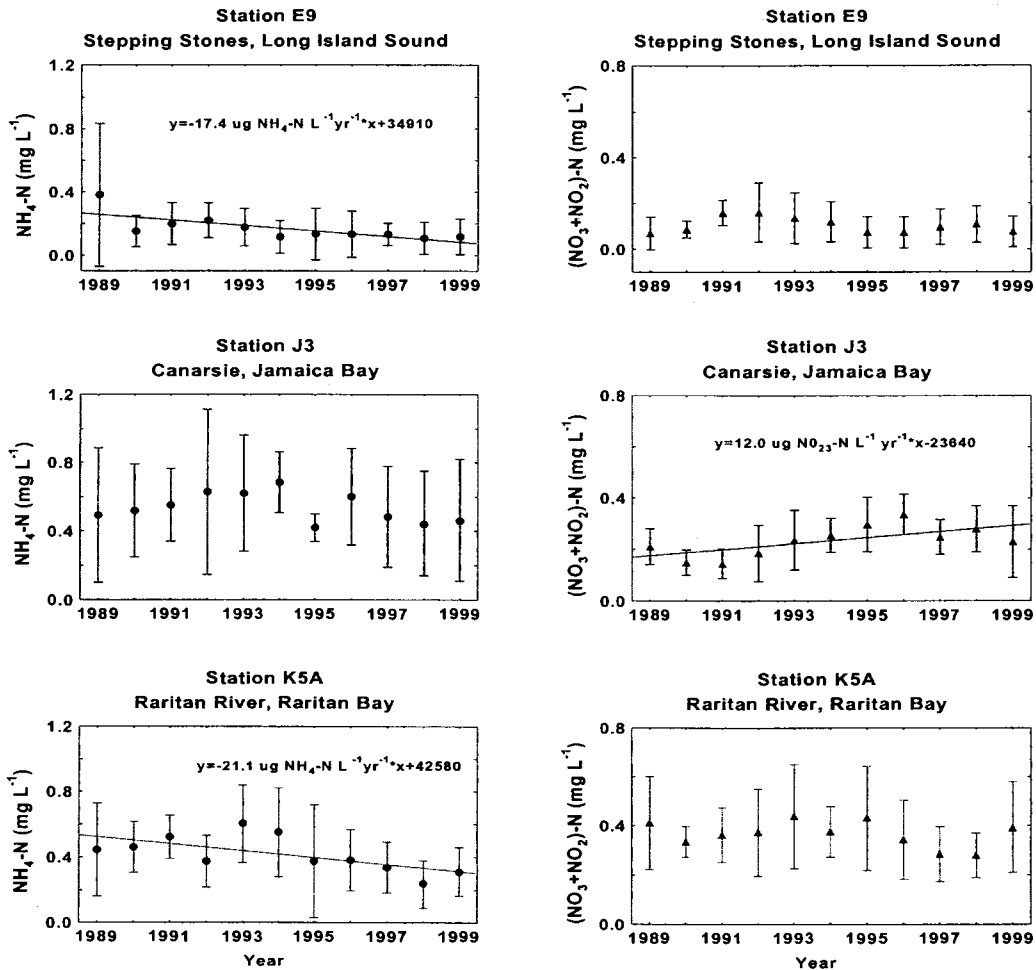 Station E9
Stepping Stones, Long Island Sound
NH₄-N (mg L⁻¹)
1.2
0.8
0.4
0.0
y=-17.4 ug NH₄-N L⁻¹yr⁻¹*x+34910
1989 1991 1993 1995 1997 1999
Station E9
Stepping Stones, Long Island Sound
(NO₃+NO₂)-N (mg L⁻¹)
0.8
0.4
0.0
1989 1991 1993 1995 1997 1999
Station J3
Canarsie, Jamaica Bay
NH₄-N (mg L⁻¹)
1.2
0.8
0.4
0.0
1989 1991 1993 1995 1997 1999
Station J3
Canarsie, Jamaica Bay
(NO₃+NO₂)-N (mg L⁻¹)
0.8
0.4
0.0
y=12.0 ug N0₂₃-N L⁻¹ yr⁻¹*x-23640
1989 1991 1993 1995 1997 1999
Station K5A
Raritan River, Raritan Bay
NH₄-N (mg L⁻¹)
1.2
0.8
0.4
0.0
y=-21.1 ug NH₄-N L⁻¹yr⁻¹*x+42580
1989 1991 1993 1995 1997 1999
Year
Station K5A
Raritan River, Raritan Bay
(NO₃+NO₂)-N (mg L⁻¹)
0.8
0.4
0.0
1989 1991 1993 1995 1997 1999
Year